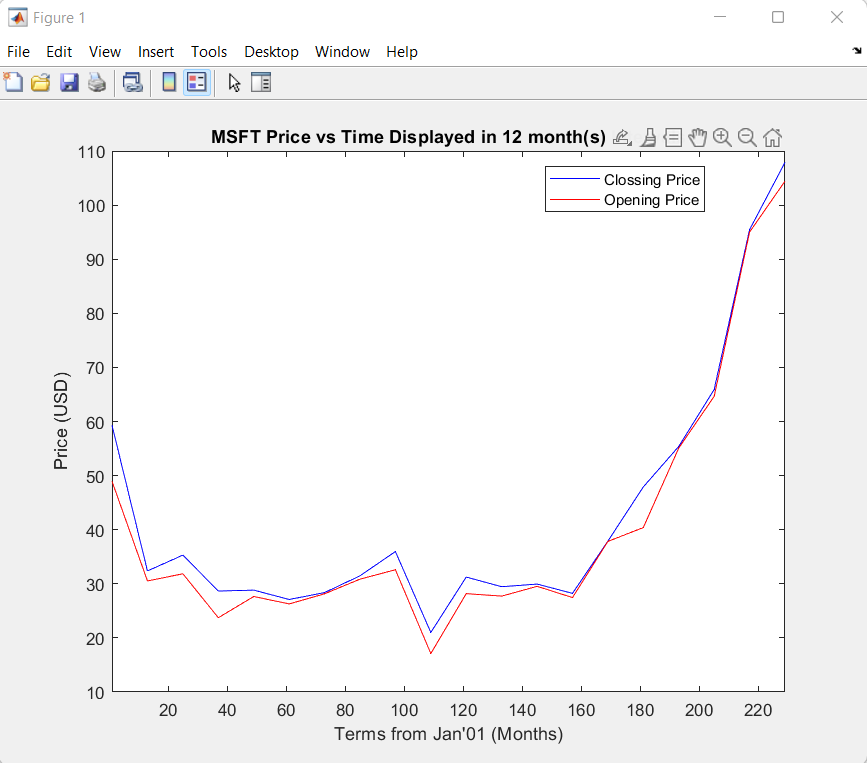 Figure 1
File Edit View Insert Tools Desktop Window Help
MSFT Price vs Time Displayed in 12 month(s)
Clossing Price
Opening Price
110
100
90
80
70
60
50
40
30
20
10
Price (USD)
20 40 60 80 100 120 140 160 180 200 220
Terms from Jan'01 (Months)